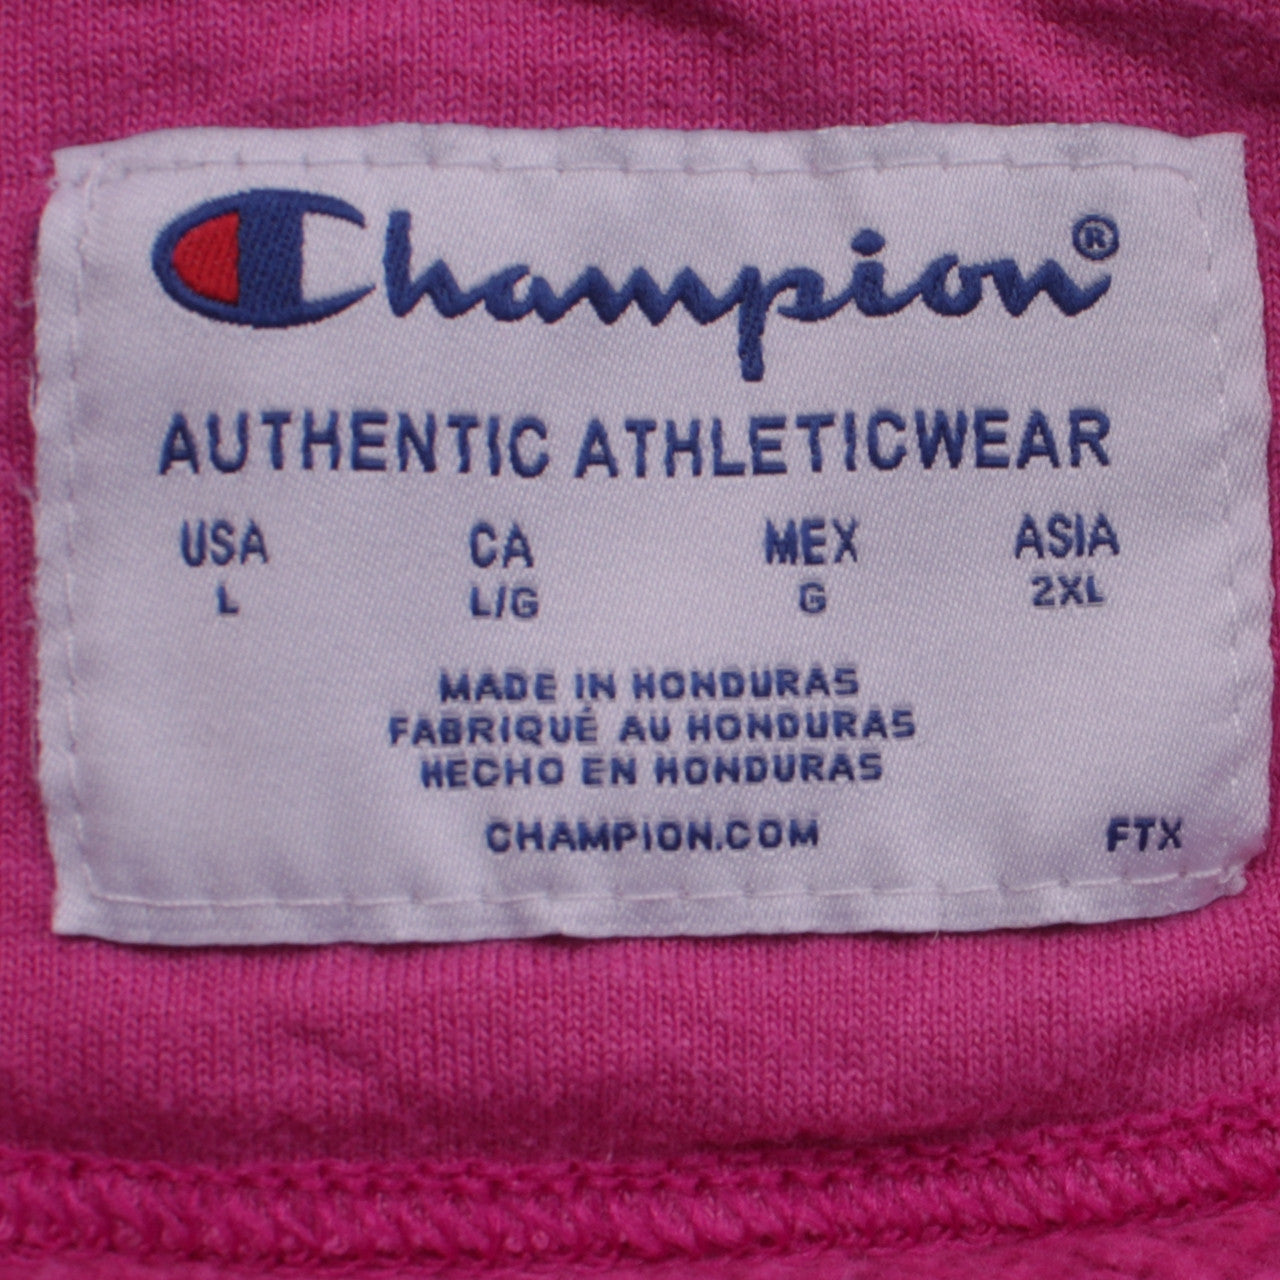 Champion®
AUTHENTIC ATHLETICWEAR
USA CA MEX ASIA
L L/G G 2XL
MADE IN HONDURAS
FABRIQUÉ AU HONDURAS
HECHO EN HONDURAS
CHAMPION.COM FTX